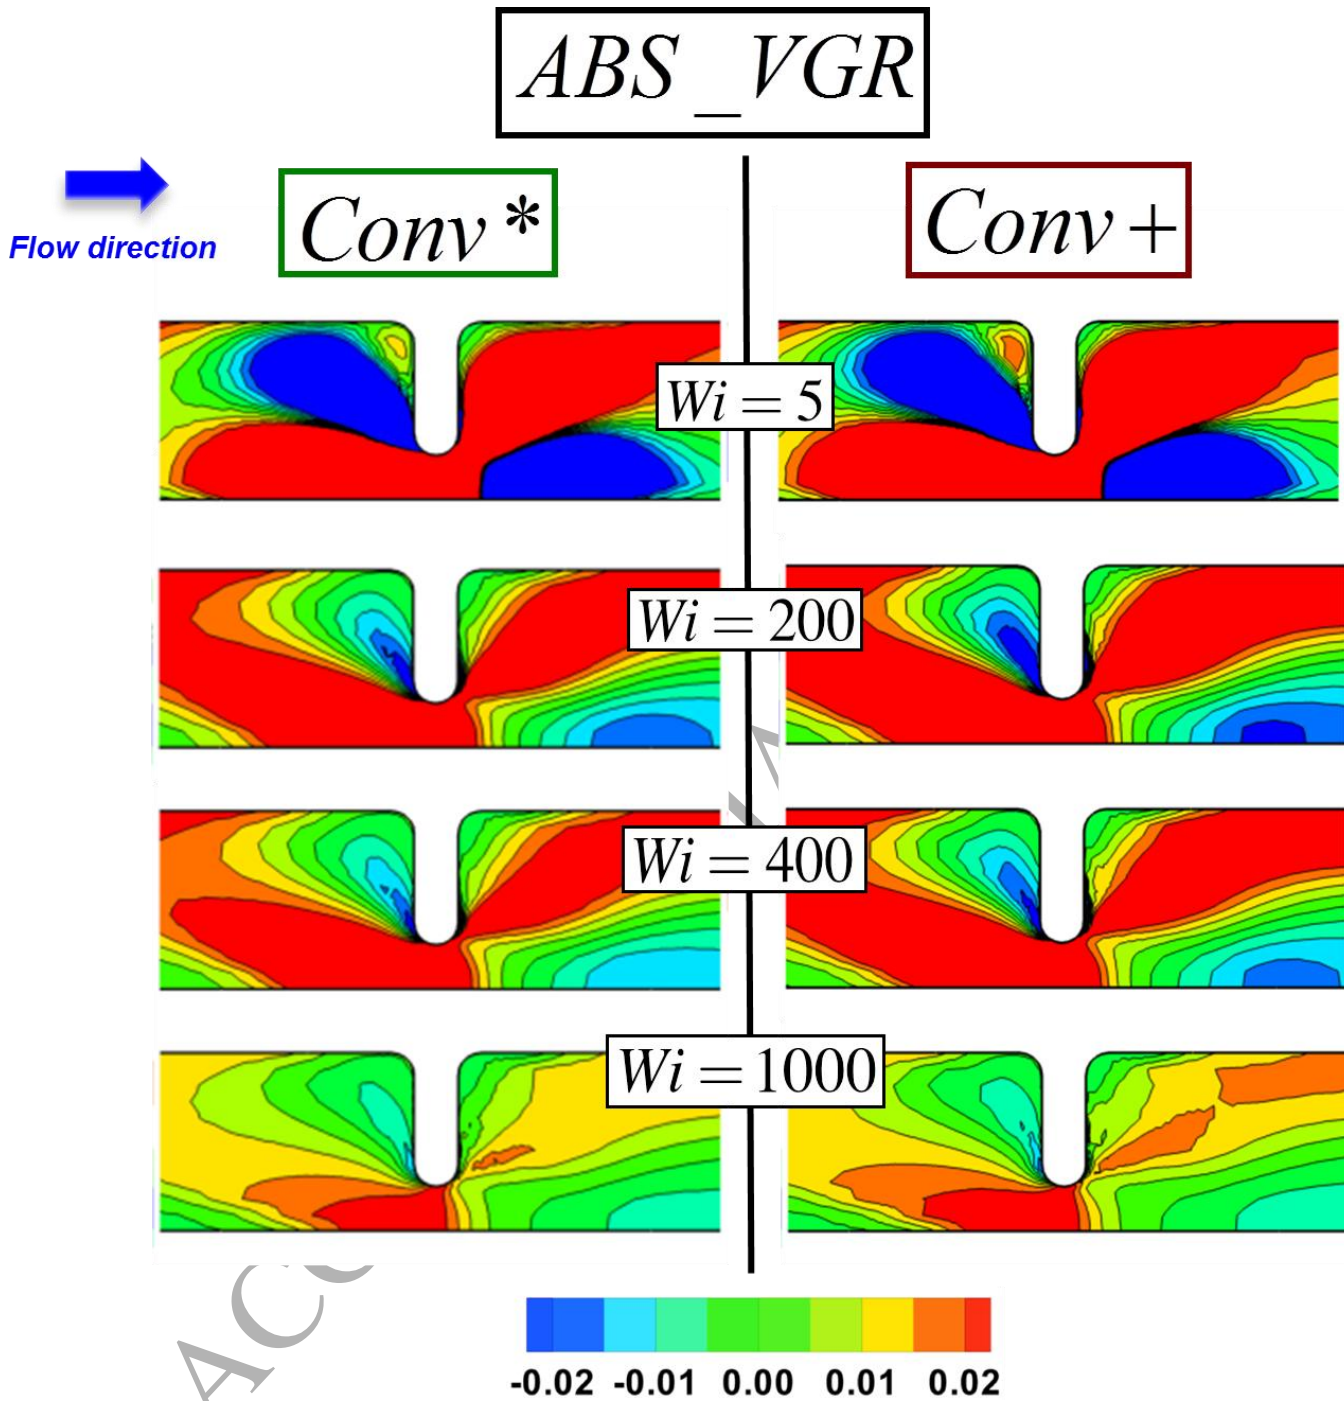 ABS_VGR
Conv*
Conv+
Flow direction
Wi = 5
Wi = 200
Wi = 400
Wi = 1000
-0.02 -0.01 0.00 0.01 0.02